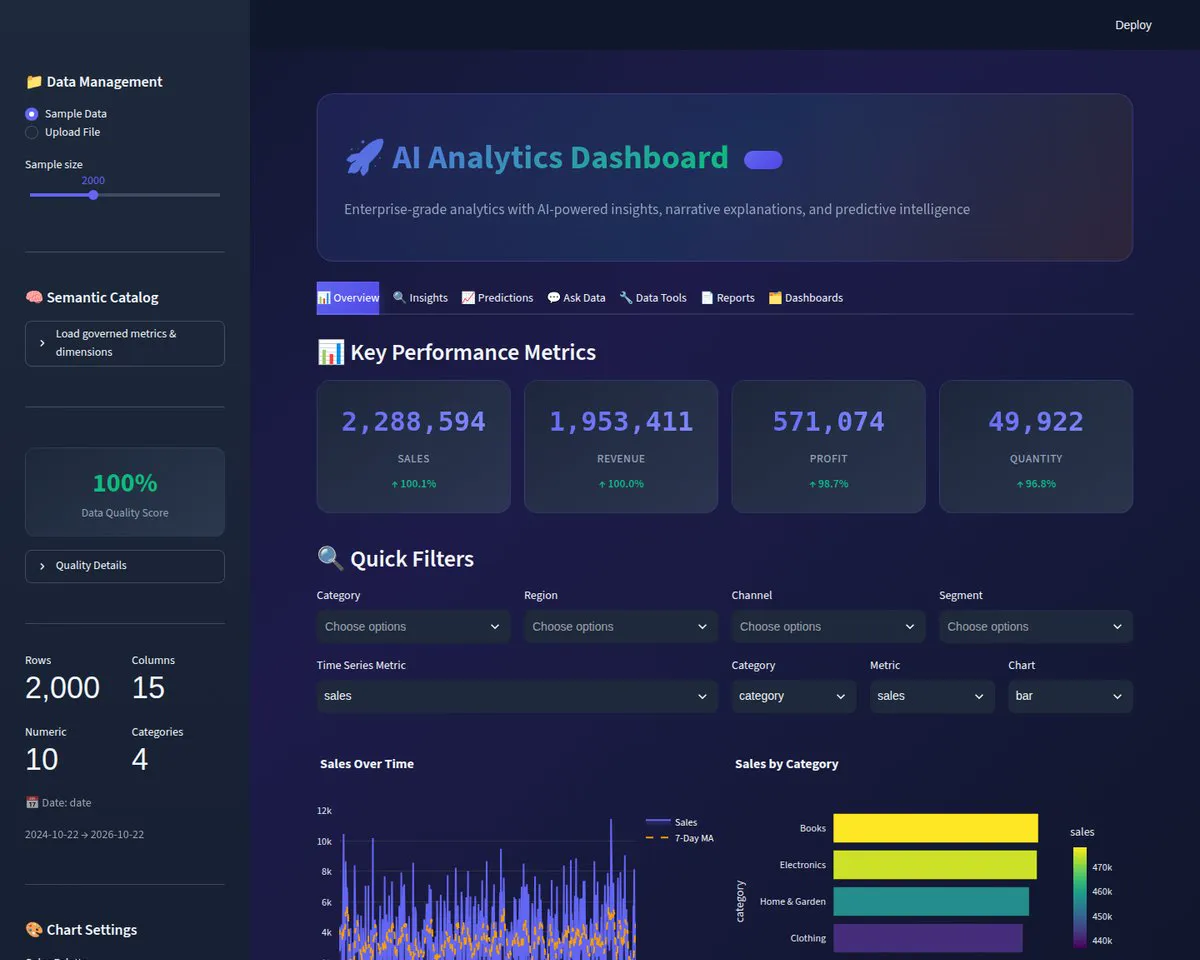 Deploy
📁 Data Management
Sample Data
Upload File
Sample size
2000
🧠 Semantic Catalog
Load governed metrics &
dimensions
100%
Data Quality Score
Quality Details
Rows
Columns
2,000
15
Numeric
Categories
10
4
📅 Date: date
2024-10-22 → 2026-10-22
🎨 Chart Settings
🚀 AI Analytics Dashboard
Enterprise-grade analytics with AI-powered insights, narrative explanations, and predictive intelligence
📊 Overview
🔍 Insights
📈 Predictions
💬 Ask Data
🔧 Data Tools
📄 Reports
🗂️ Dashboards
📊 Key Performance Metrics
2,288,594
SALES
↑ 100.1%
1,953,411
REVENUE
↑ 100.0%
571,074
PROFIT
↑ 98.7%
49,922
QUANTITY
↑ 96.8%
🔍 Quick Filters
Category
Region
Channel
Segment
Choose options
Choose options
Choose options
Choose options
Time Series Metric
Category
Metric
Chart
sales
category
sales
bar
Sales Over Time
12k
10k
8k
6k
4k
Sales
7-Day MA
Sales by Category
category
Books
Electronics
Home & Garden
Clothing
sales
470k
460k
450k
440k